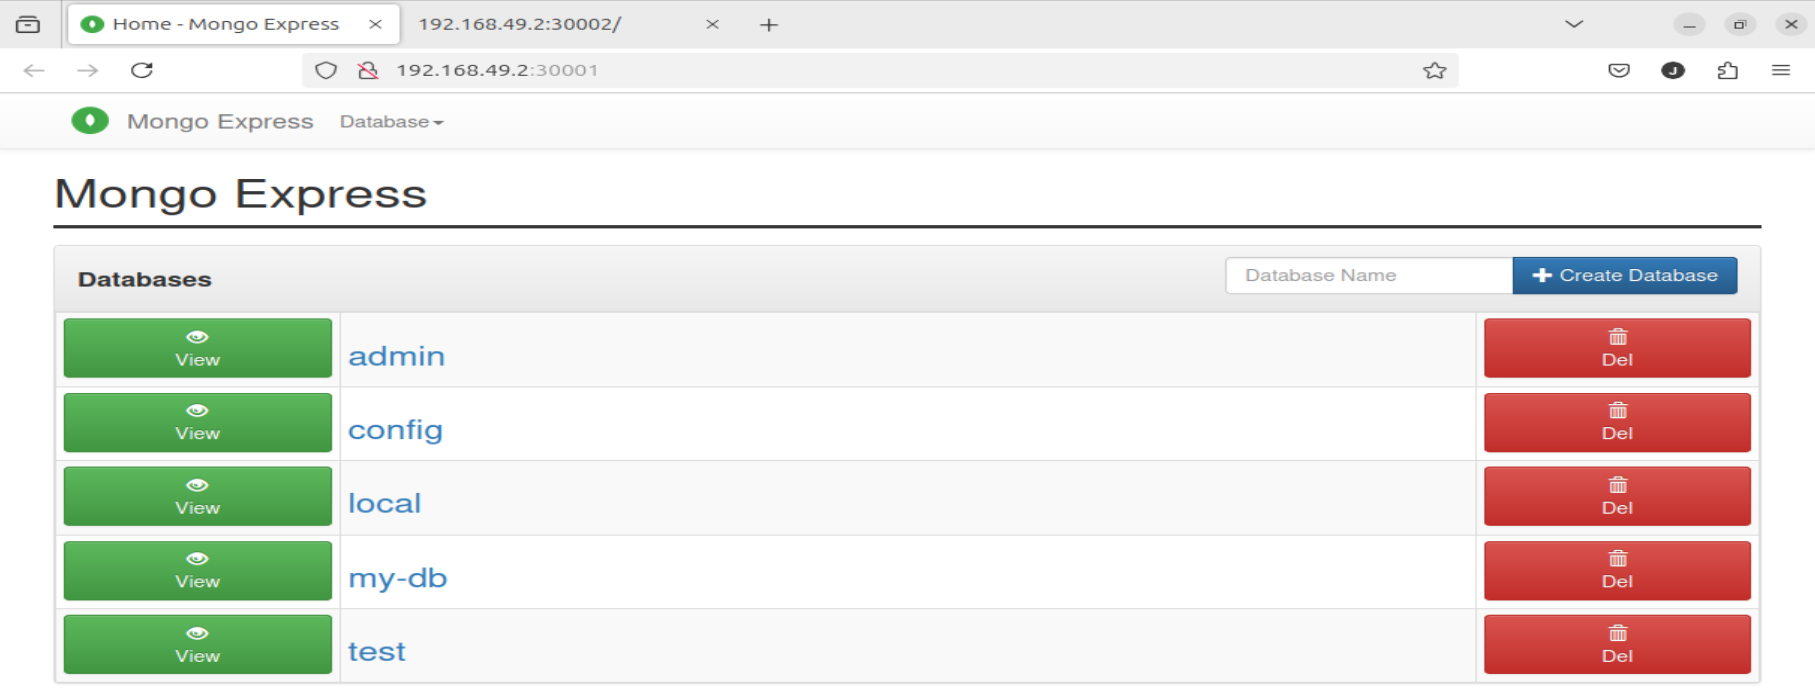 Home - Mongo Express
192.168.49.2:30002/
192.168.49.2:30001
J
Mongo Express Database
Mongo Express
Databases
Database Name
Create Database
View
admin
Del
View
config
Del
View
local
Del
View
my-db
Del
View
test
Del